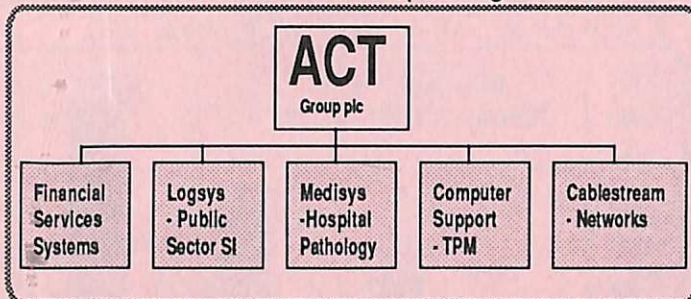 ACT
Group plc
Financial
Services
Systems
Logsys
- Public
Sector SI
Medisys
-Hospital
Pathology
Computer
Support
- TPM
Cablestream
- Networks